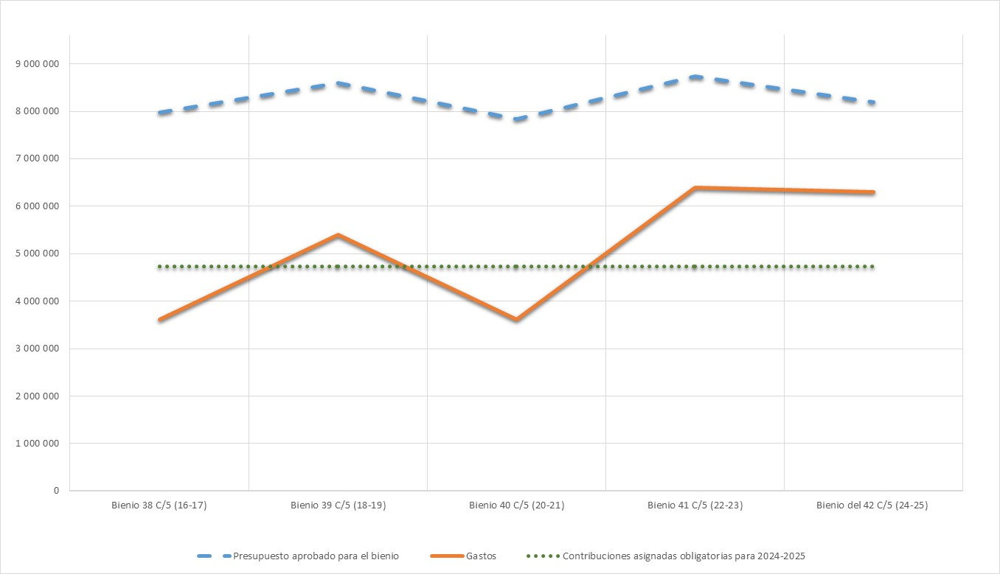 9 000 000
8 000 000
7 000 000
6 000 000
5 000 000
4 000 000
3 000 000
2 000 000
1 000 000
0
Bienio 38 C/5 (16-17) Bienio 39 C/5 (18-19) Bienio 40 C/5 (20-21) Bienio 41 C/5 (22-23) Bienio del 42 C/5 (24-25)
Presupuesto aprobado para el bienio Gastos Contribuciones asignadas obligatorias para 2024-2025